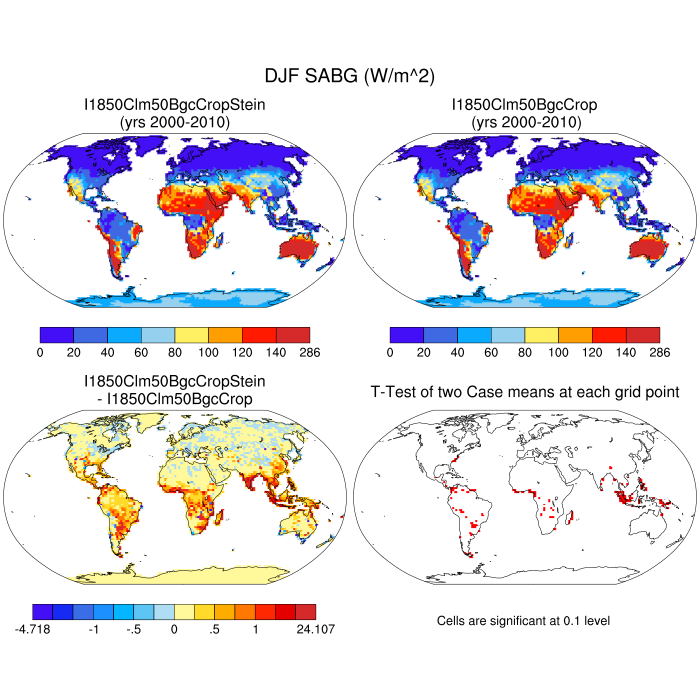 DJF SABG (W/m^2)
I1850Clm50BgcCropStein
(yrs 2000-2010)
I1850Clm50BgcCrop
(yrs 2000-2010)
0 20 40 60 80 100 120 140 286
0 20 40 60 80 100 120 140 286
I1850Clm50BgcCropStein
- I1850Clm50BgcCrop
T-Test of two Case means at each grid point
-4.718 -1 -.5 0 .5 1 24.107
Cells are significant at 0.1 level